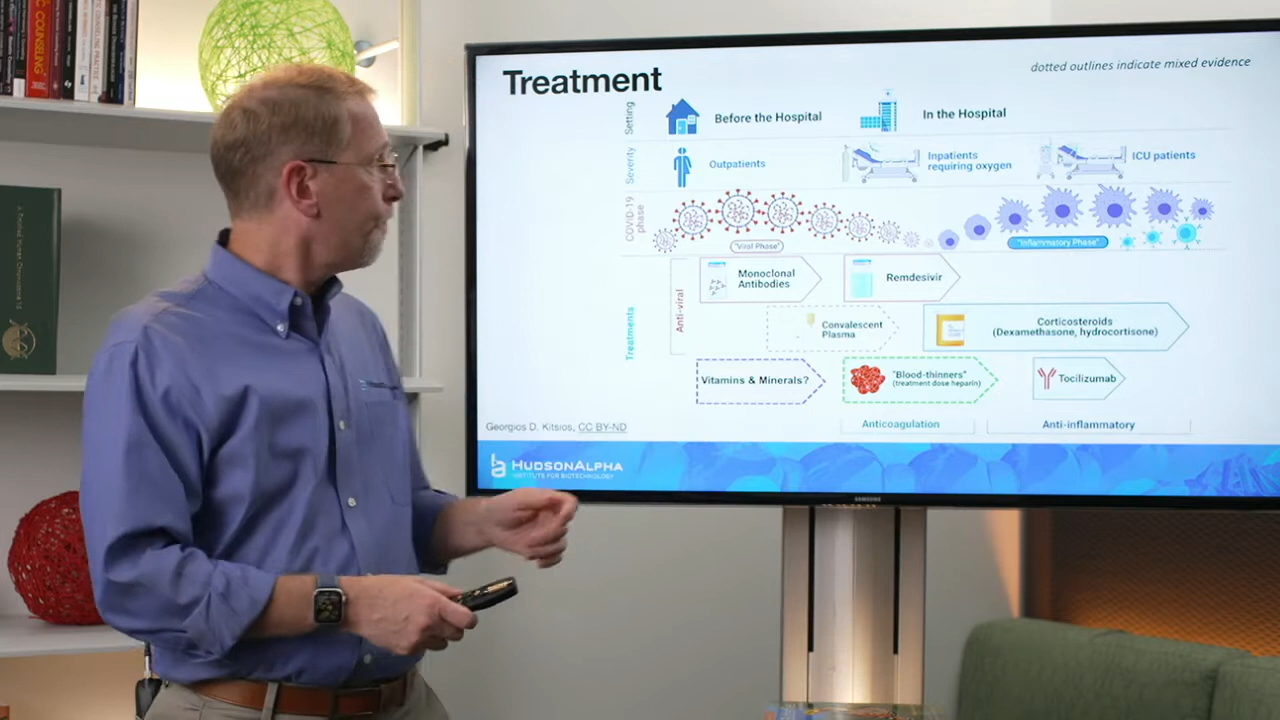 COUNSELING
Treatment
dotted outlines indicate mixed evidence
Setting
Before the Hospital
In the Hospital
Severity
Outpatients
Inpatients
requiring oxygen
ICU patients
COVID-19
phase
"Viral Phase"
"Inflammatory Phase"
Treatments
Anti-viral
Monoclonal
Antibodies
Remdesivir
Convalescent
Plasma
Corticosteroids
(Dexamethasone, hydrocortisone)
Vitamins & Minerals?
"Blood-thinners"
(treatment dose heparin)
Tocilizumab
Anticoagulation
Anti-inflammatory
Georgios D. Kitsios, CC BY-ND
HUDSONALPHA
INSTITUTE FOR BIOTECHNOLOGY
SAMSUNG